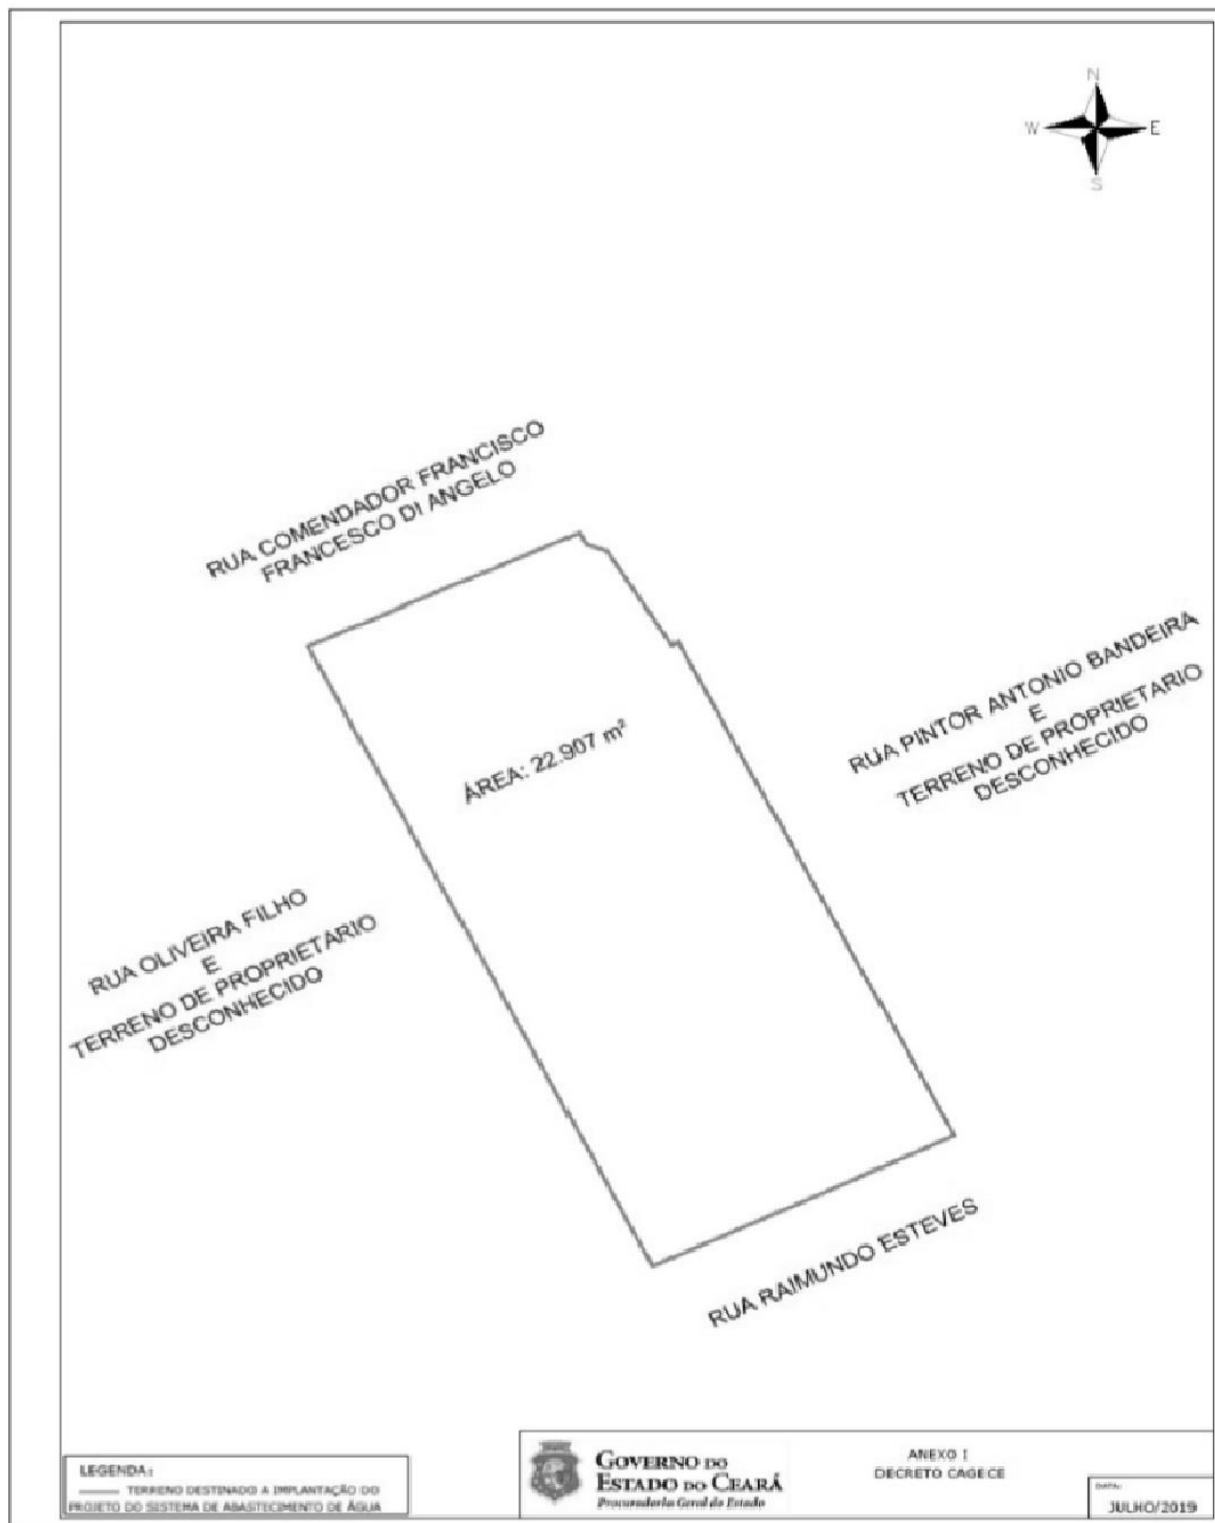 N
W E
S
RUA COMENDADOR FRANCISCO
FRANCESCO DI ANGELO
RUA PINTOR ANTONIO BANDEIRA
E
TERRENO DE PROPRIETARIO
DESCONHECIDO
ÁREA: 22.907 m²
RUA OLIVEIRA FILHO
E
TERRENO DE PROPRIETARIO
DESCONHECIDO
RUA RAIMUNDO ESTEVES
LEGENDA:
TERRENO DESTINADO A IMPLANTAÇÃO DO
PROJETO DO SISTEMA DE ABASTECIMENTO DE ÁGUA
GOVERNO DO
ESTADO DO CEARÁ
Procuradoria Geral do Estado
ANEXO I
DECRETO CAGECE
DATA:
JULHO/2019